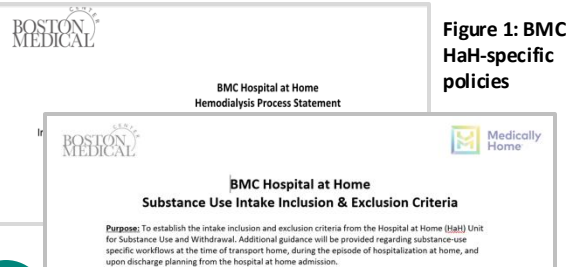 BOSTON
MEDICAL
CENTER
Figure 1: BMC
HaH-specific
policies
BMC Hospital at Home
Hemodialysis Process Statement
BOSTON
MEDICAL
CENTER
Medically
Home
BMC Hospital at Home
Substance Use Intake Inclusion & Exclusion Criteria
Purpose: To establish the intake inclusion and exclusion criteria from the Hospital at Home (HaH) Unit
for Substance Use and Withdrawal. Additional guidance will be provided regarding substance-use
specific workflows at the time of transport home, during the episode of hospitalization at home, and
upon discharge planning from the hospital at home admission.